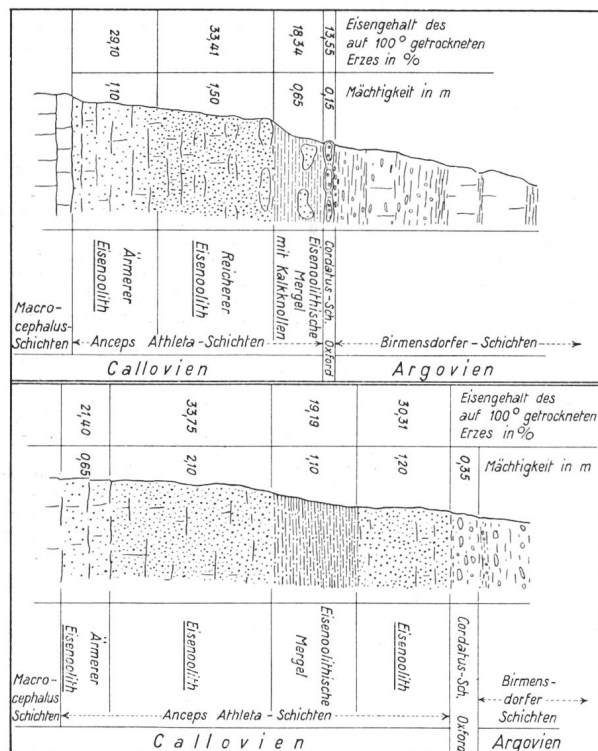 29,10
33,41
18,34
13,55
Eisengehalt des
auf 100° getrockneten
Erzes in %
1,10
1,50
0,65
0,15
Mächtigkeit in m
Macro-
cephalus-
Schichten
Ärmerer
Eisenoolith
Reicherer
Eisenoolith
Eisenoolithische
Mergel
mit Kalkknollen
Cordatus-Sch.
Oxford
Anceps Athleta-Schichten
Birmensdorfer-Schichten
Callovien
Argovien
21,40
33,75
19,19
30,31
Eisengehalt des
auf 100° getrockneten
Erzes in %
0,65
2,10
1,10
1,20
0,35
Mächtigkeit in m
Macro-
cephalus
Schichten
Ärmerer
Eisenoolith
Eisenoolith
Eisenoolithische
Mergel
Eisenoolith
Cordatus-Sch.
Oxford
Birmens-
dorfer
Schichten
Anceps Athleta-Schichten
Callovien
Argovien